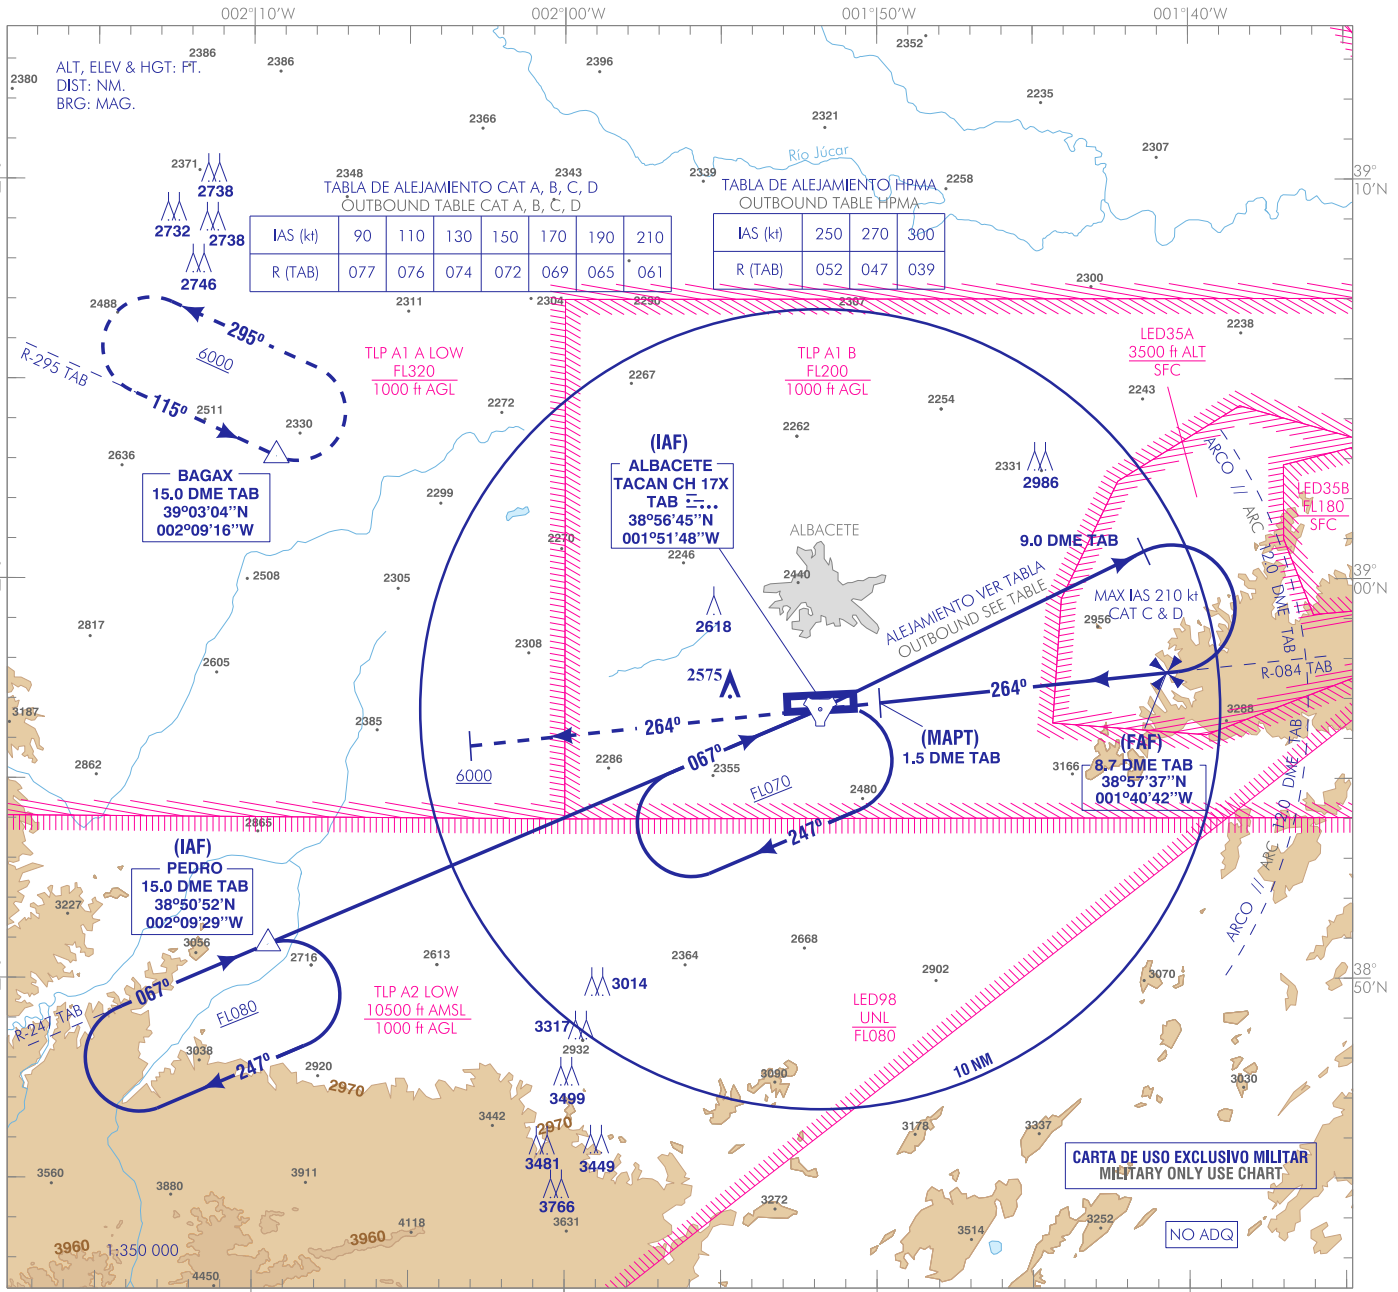 002°10'W
002°00'W
001°50'W
001°40'W
ALT, ELEV & HGT: FT.
DIST: NM.
BRG: MAG.
2380
2386
2386
2396
2352
2235
2366
2321
2307
Río Júcar
2371
2738
2732
2738
2746
2348
2343
2339
2258
39°
10'N
TABLA DE ALEJAMIENTO CAT A, B, C, D
OUTBOUND TABLE CAT A, B, C, D
IAS (kt) 90 110 130 150 170 190 210
R (TAB) 077 076 074 072 069 065 061
TABLA DE ALEJAMIENTO HPMA
OUTBOUND TABLE HPMA
IAS (kt) 250 270 300
R (TAB) 052 047 039
2488
2311
2304
2290
2307
2300
2238
295°
6000
R-295 TAB
115°
2511
2330
2636
TLP A1 A LOW
FL320
1000 ft AGL
2272
2267
TLP A1 B
FL200
1000 ft AGL
2262
2254
LED35A
3500 ft ALT
SFC
2243
LED35B
FL180
SFC
BAGAX
15.0 DME TAB
39°03'04''N
002°09'16''W
2299
(IAF)
ALBACETE
TACAN CH 17X
TAB
38°56'45''N
001°51'48''W
2331
2986
ARCO // ARC 12.0 DME TAB
2270
2246
ALBACETE
2440
9.0 DME TAB
2508
2305
2618
ALEJAMIENTO VER TABLA
OUTBOUND SEE TABLE
MAX IAS 210 kt
CAT C & D
2956
39°
00'N
2817
2605
2308
2575
R-084 TAB
264°
264°
3187
2385
(MAPT)
1.5 DME TAB
3288
(FAF)
8.7 DME TAB
38°57'37''N
001°40'42''W
3166
2862
6000
067°
2286
2355
FL070
2480
247°
2865
(IAF)
PEDRO
15.0 DME TAB
38°50'52''N
002°09'29''W
3227
3056
2716
2613
2364
2668
2902
3070
ARCO // ARC 12.0 DME TAB
38°
50'N
067°
R-247 TAB
FL080
247°
TLP A2 LOW
10500 ft AMSL
1000 ft AGL
3014
3317
2932
LED98
UNL
FL080
10 NM
3038
2920
2970
3499
3090
3030
3442
2970
3481
3449
3178
3337
CARTA DE USO EXCLUSIVO MILITAR
MILITARY ONLY USE CHART
3560
3880
3911
3766
3631
3272
3514
3252
NO ADQ
4118
3960
3960
1:350 000
4450